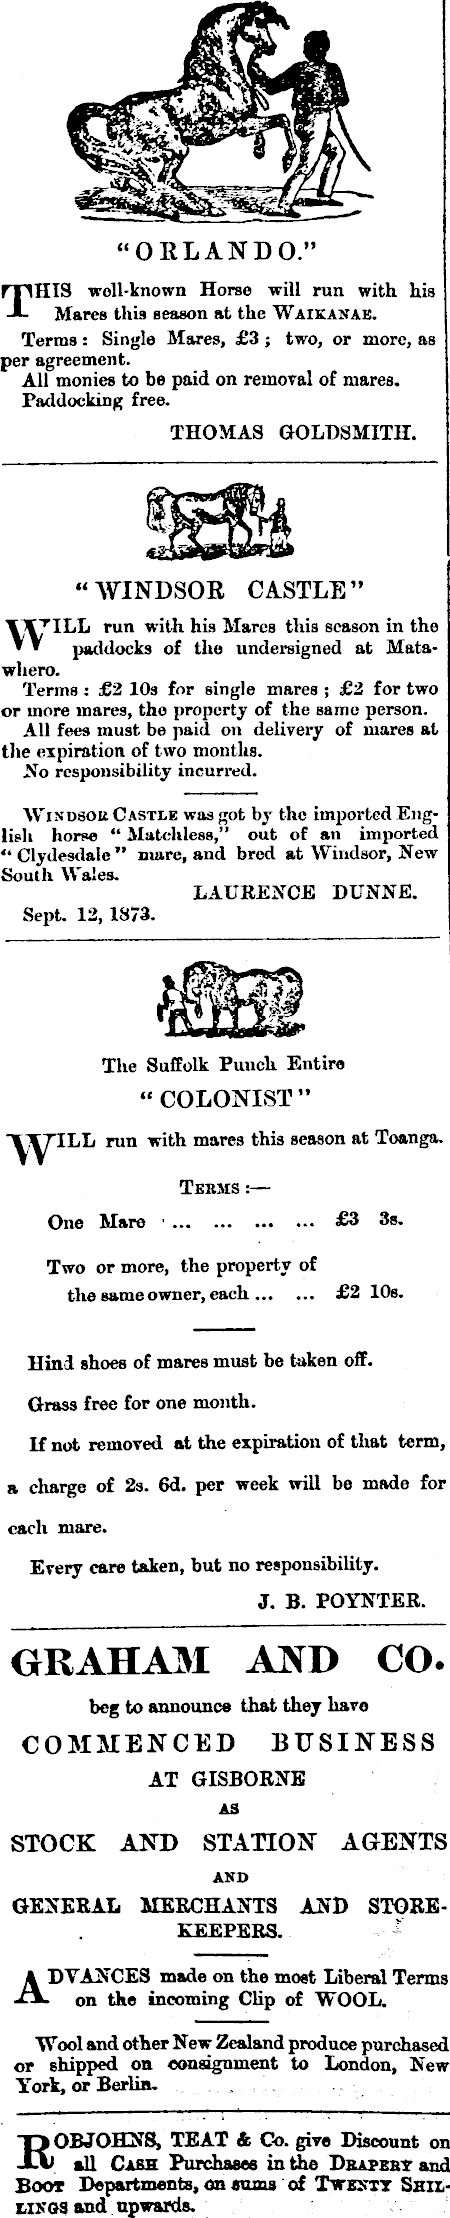 "ORLANDO."
THIS well-known Horse will run with his
Mares this season at the WAIKANAE.
Terms: Single Mares, £3; two, or more, as
per agreement.
All monies to be paid on removal of mares.
Paddocking free.
THOMAS GOLDSMITH.
"WINDSOR CASTLE"
WILL run with his Mares this season in the
paddocks of the undersigned at Mata-
whero.
Terms: £2 10s for single mares; £2 for two
or more mares, the property of the same person.
All fees must be paid on delivery of mares at
the expiration of two months.
No responsibility incurred.
WINDSOR CASTLE was got by the imported Eng-
lish horse "Matchless," out of an imported
"Clydesdale" mare, and bred at Windsor, New
South Wales.
LAURENCE DUNNE.
Sept. 12, 1873.
The Suffolk Punch Entire
"COLONIST"
WILL run with mares this season at Toanga.
TERMS:—
One Mare ... ... ... ... £3 3s.
Two or more, the property of
the same owner, each ... ... £2 10s.
Hind shoes of mares must be taken off.
Grass free for one month.
If not removed at the expiration of that term,
a charge of 2s. 6d. per week will be made for
each mare.
Every care taken, but no responsibility.
J. B. POYNTER.
GRAHAM AND CO.
beg to announce that they have
COMMENCED BUSINESS
AT GISBORNE
AS
STOCK AND STATION AGENTS
AND
GENERAL MERCHANTS AND STORE-
KEEPERS.
ADVANCES made on the most Liberal Terms
on the incoming Clip of WOOL.
Wool and other New Zealand produce purchased
or shipped on consignment to London, New
York, or Berlin.
ROBJOHNS, TEAT & Co. give Discount on
all CASH Purchases in the DRAPERY and
BOOT Departments, on sums of TWENTY SHIL-
LINGS and upwards.